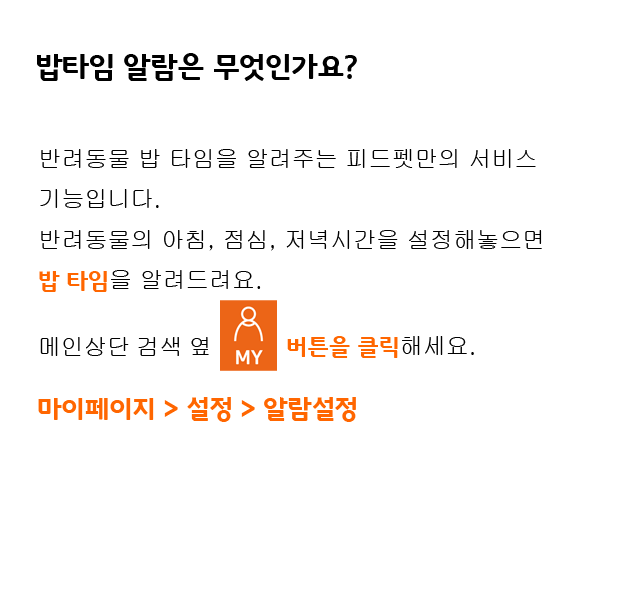 밥타임 알람은 무엇인가요?
반려동물 밥 타임을 알려주는 피드펫만의 서비스
기능입니다.
반려동물의 아침, 점심, 저녁시간을 설정해놓으면
밥 타임을 알려드려요.
메인상단 검색 옆 MY 버튼을 클릭해세요.
마이페이지 > 설정 > 알람설정